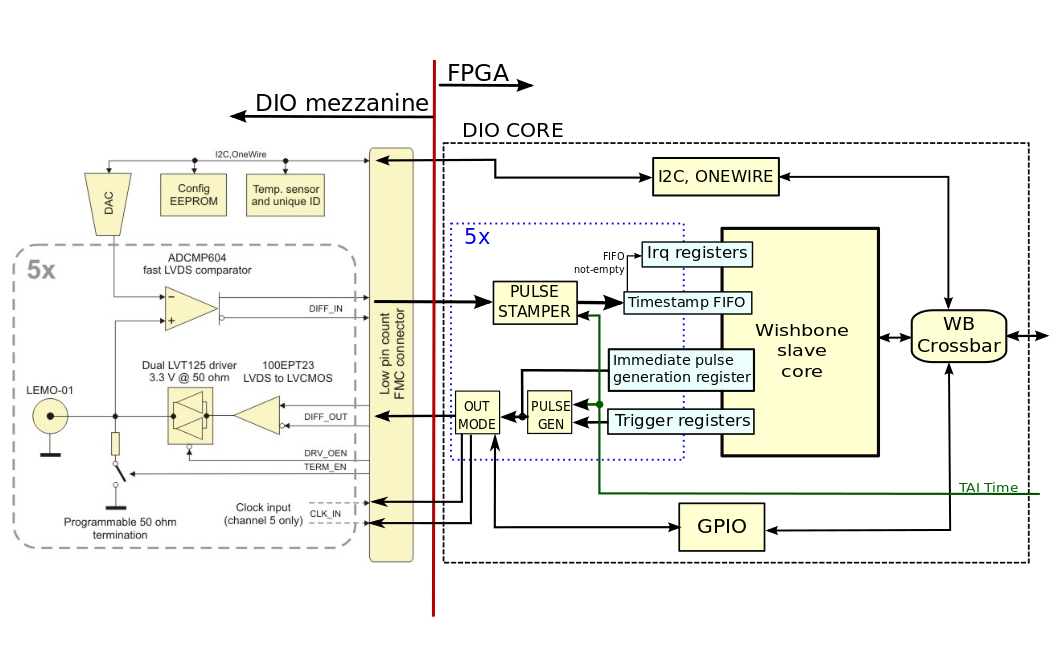 FPGA
DIO mezzanine
DIO CORE
I2C,OneWire
DAC
Config
EEPROM
Temp. sensor
and unique ID
I2C, ONEWIRE
5x
ADCMP604
fast LVDS comparator
−
+
DIFF_IN
Low pin count
FMC connector
5x
PULSE
STAMPER
FIFO
not-empty
Irq registers
Timestamp FIFO
Immediate pulse
generation register
Trigger registers
Wishbone
slave
core
WB
Crossbar
Dual LVT125 driver
3.3 V @ 50 ohm
100EPT23
LVDS to LVCMOS
LEMO-01
DIFF_OUT
OUT
MODE
PULSE
GEN
DRV_OEN
TERM_EN
Clock input
(channel 5 only)
CLK_IN
Programmable 50 ohm
termination
TAI Time
GPIO